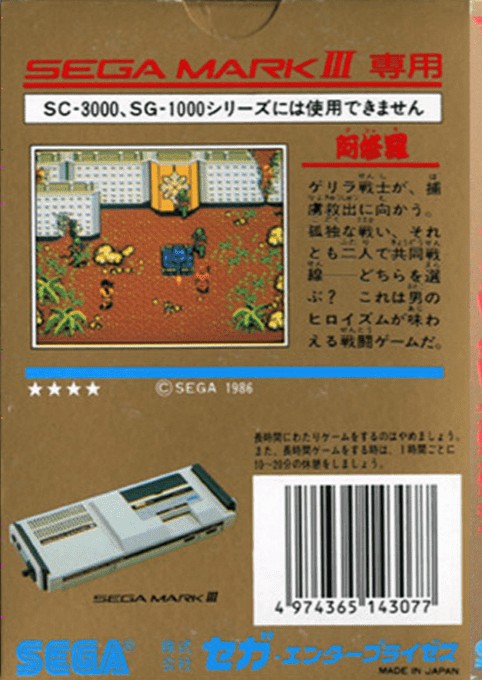 SEGA MARK III 専用
SC-3000、SG-1000シリーズには使用できません
阿修羅
ゲリラ戦士が、捕
虜救出に向かう。
孤独な戦い、それ
とも二人で共同戦
線——どちらを選
ぶ? これは男の
ヒロイズムが味わ
える戦闘ゲームだ。
★★★★ ©SEGA 1986
長時間にわたりゲームをするのはやめましょう。
また、長時間ゲームをする時は、1時間ごとに
10〜20分の休憩をしましょう。
SEGA MARK III
4 974365 143077
SEGA® 株式会社 セガ・エンタープライゼス
MADE IN JAPAN